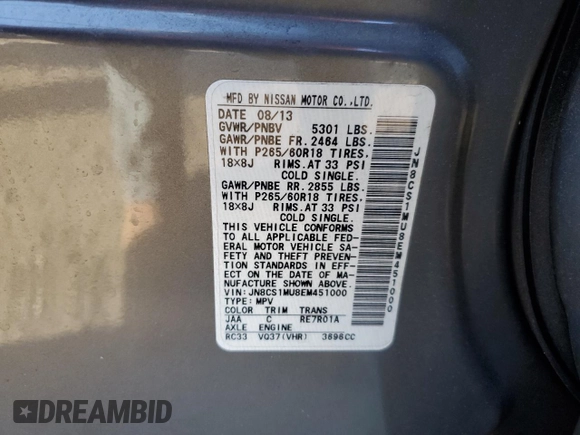 MFD BY NISSAN MOTOR CO.,LTD.
DATE 08/13
GVWR/PNBV 5301 LBS.
GAWR/PNBE FR. 2464 LBS.
WITH P265/60R18 TIRES.
18X8J RIMS.AT 33 PSI
COLD SINGLE.
GAWR/PNBE RR. 2855 LBS.
WITH P265/60R18 TIRES.
18X8J RIMS.AT 33 PSI
COLD SINGLE.
THIS VEHICLE CONFORMS
TO ALL APPLICABLE FED-
ERAL MOTOR VEHICLE SA-
FETY AND THEFT PREVEN-
TION STANDARDS IN EFF-
ECT ON THE DATE OF MA-
NUFACTURE SHOWN ABOVE.
VIN: JN8CS1MU8EM451000
TYPE: MPV
COLOR TRIM TRANS
JAA C RE7R01A
AXLE ENGINE
RC33 VQ37(VHR) 3696CC
JN8CS1MU8EM451000
DREAMBID